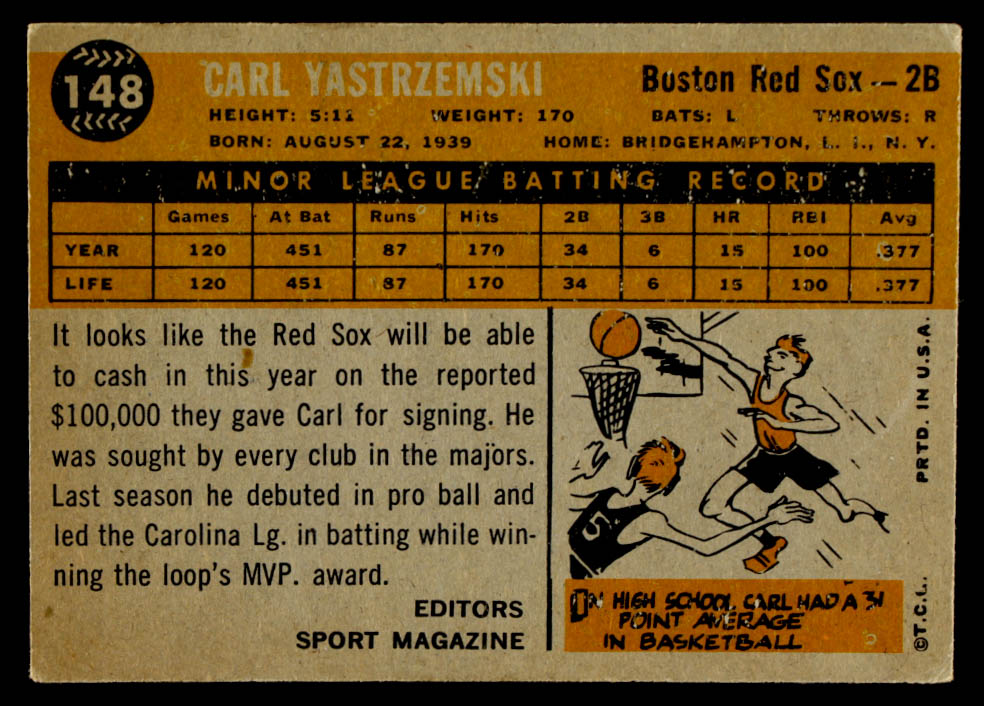 148
CARL YASTRZEMSKI
Boston Red Sox — 2B
HEIGHT: 5:11 WEIGHT: 170 BATS: L THROWS: R
BORN: AUGUST 22, 1939 HOME: BRIDGEHAMPTON, L. I., N. Y.
MINOR LEAGUE BATTING RECORD
Games At Bat Runs Hits 2B 3B HR RBI Avg
YEAR 120 451 87 170 34 6 15 100 .377
LIFE 120 451 87 170 34 6 15 100 .377
It looks like the Red Sox will be able
to cash in this year on the reported
$100,000 they gave Carl for signing. He
was sought by every club in the majors.
Last season he debuted in pro ball and
led the Carolina Lg. in batting while win-
ning the loop's MVP. award.
EDITORS
SPORT MAGAZINE
5
IN HIGH SCHOOL CARL HAD A 34
POINT AVERAGE
IN BASKETBALL
PRTD. IN U.S.A.
©T.C.G.